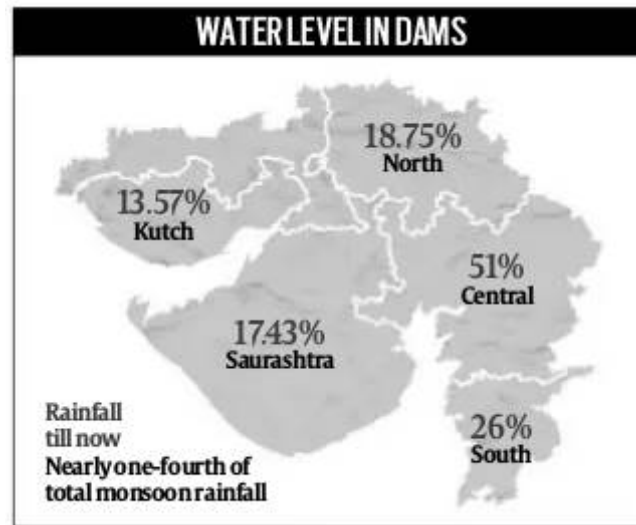 WATER LEVEL IN DAMS
18.75%
North
13.57%
Kutch
51%
Central
17.43%
Saurashtra
26%
South
Rainfall
till now
Nearly one-fourth of
total monsoon rainfall